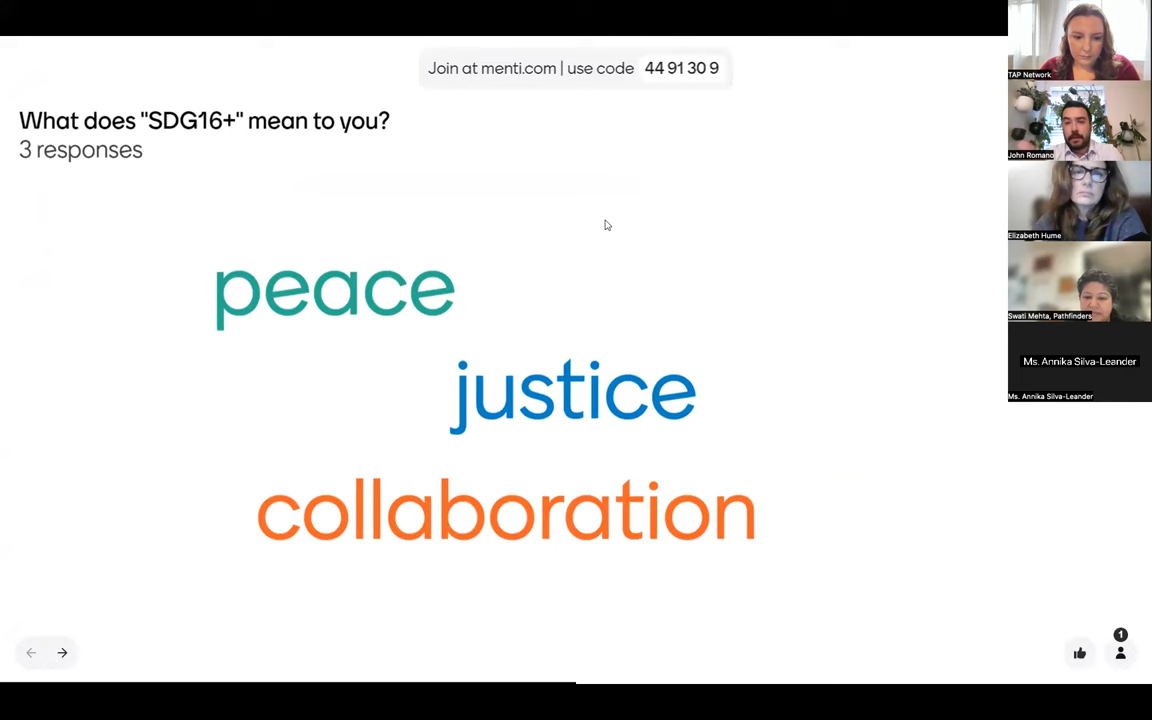 Join at menti.com | use code 44 91 30 9
What does "SDG16+" mean to you?
3 responses
peace
justice
collaboration
1
TAP Network
John Romano
Elizabeth Hume
Swati Mehta, Pathfinders
Ms. Annika Silva-Leander
Ms. Annika Silva-Leander